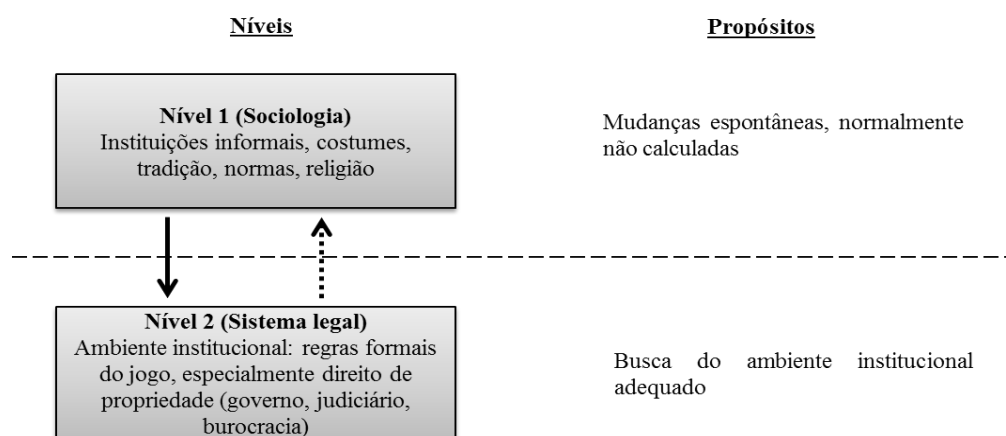 Níveis
Propósitos
Nível 1 (Sociologia)
Instituições informais, costumes,
tradição, normas, religião
Mudanças espontâneas, normalmente
não calculadas
Nível 2 (Sistema legal)
Ambiente institucional: regras formais
do jogo, especialmente direito de
propriedade (governo, judiciário,
burocracia)
Busca do ambiente institucional
adequado